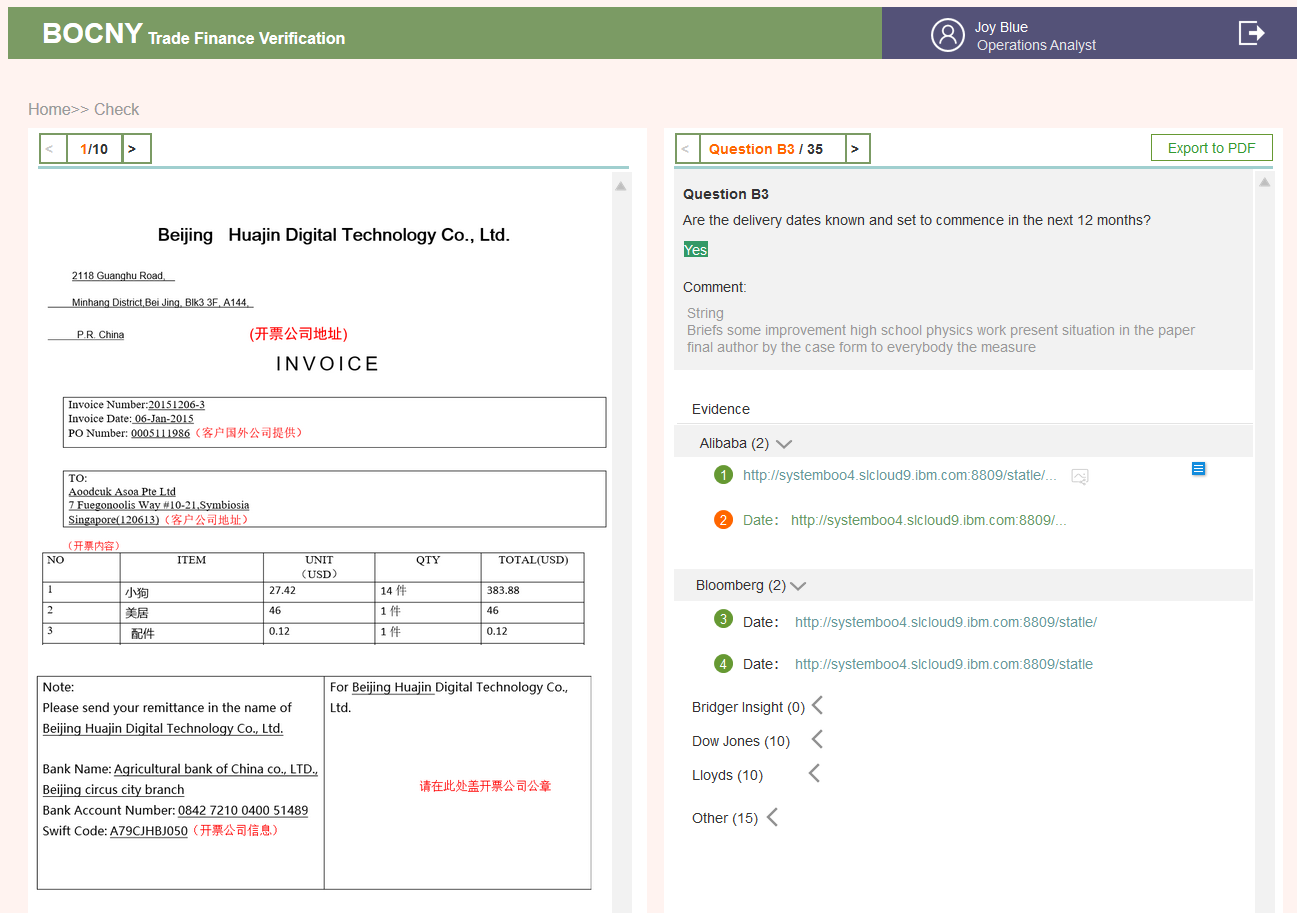 BOCNY Trade Finance Verification
Joy Blue
Operations Analyst
Home>> Check
< 1/10 >
Beijing Huajin Digital Technology Co., Ltd.
2118 Guanghu Road,
Minhang District,Bei Jing, Blk3 3F, A144,
P.R. China (开票公司地址)
INVOICE
Invoice Number:20151206-3
Invoice Date: 06-Jan-2015
PO Number: 0005111986（客户国外公司提供）
TO:
Aoodcuk Asoa Pte Ltd
7 Fuegonoolis Way #10-21,Symbiosia
Singapore(120613)（客户公司地址）
（开票内容）
NO ITEM UNIT QTY TOTAL(USD)
（USD）
1 小狗 27.42 14 件 383.88
2 美居 46 1 件 46
3 配件 0.12 1 件 0.12
Note:
Please send your remittance in the name of
Beijing Huajin Digital Technology Co., Ltd.
Bank Name: Agricultural bank of China co., LTD.,
Beijing circus city branch
Bank Account Number: 0842 7210 0400 51489
Swift Code: A79CJHBJ050（开票公司信息）
For Beijing Huajin Digital Technology Co.,
Ltd.
请在此处盖开票公司公章
< Question B3 / 35 >
Export to PDF
Question B3
Are the delivery dates known and set to commence in the next 12 months?
Yes
Comment:
String
Briefs some improvement high school physics work present situation in the paper
final author by the case form to everybody the measure
Evidence
Alibaba (2)
1 http://systemboo4.slcloud9.ibm.com:8809/statle/...
2 Date： http://systemboo4.slcloud9.ibm.com:8809/...
Bloomberg (2)
3 Date： http://systemboo4.slcloud9.ibm.com:8809/statle/
4 Date： http://systemboo4.slcloud9.ibm.com:8809/statle
Bridger Insight (0)
Dow Jones (10)
Lloyds (10)
Other (15)